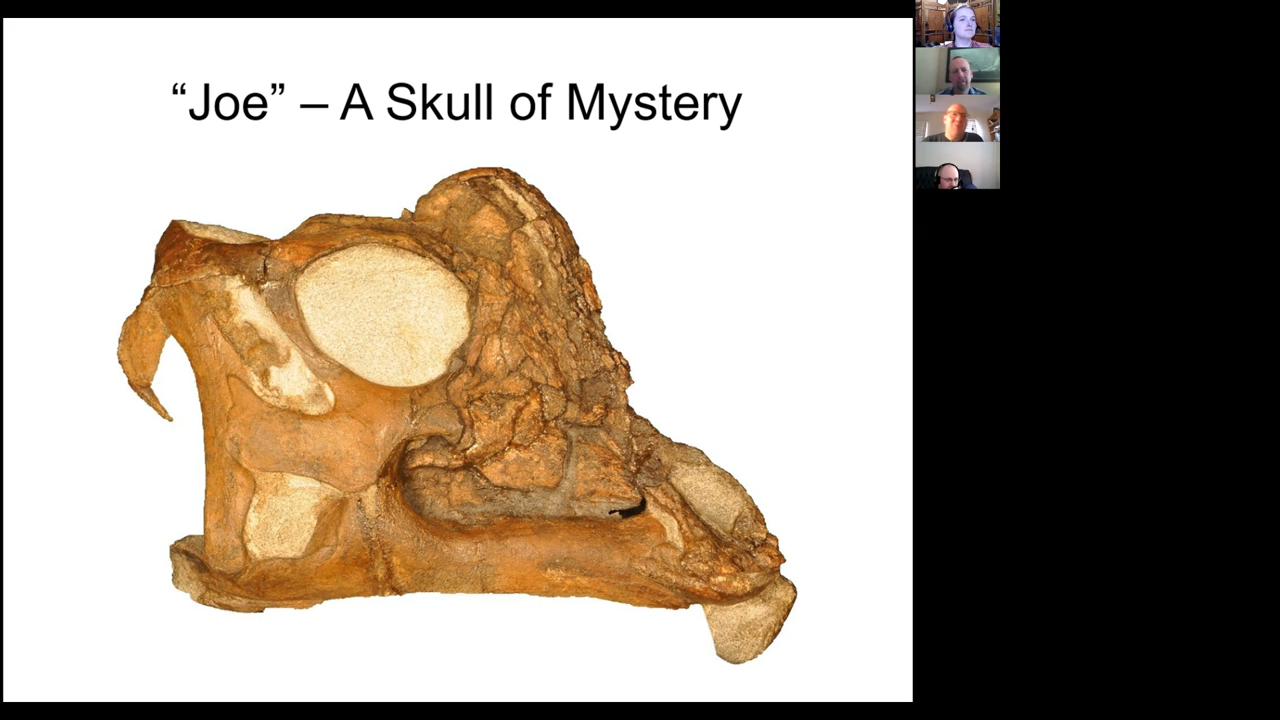 “Joe” – A Skull of Mystery